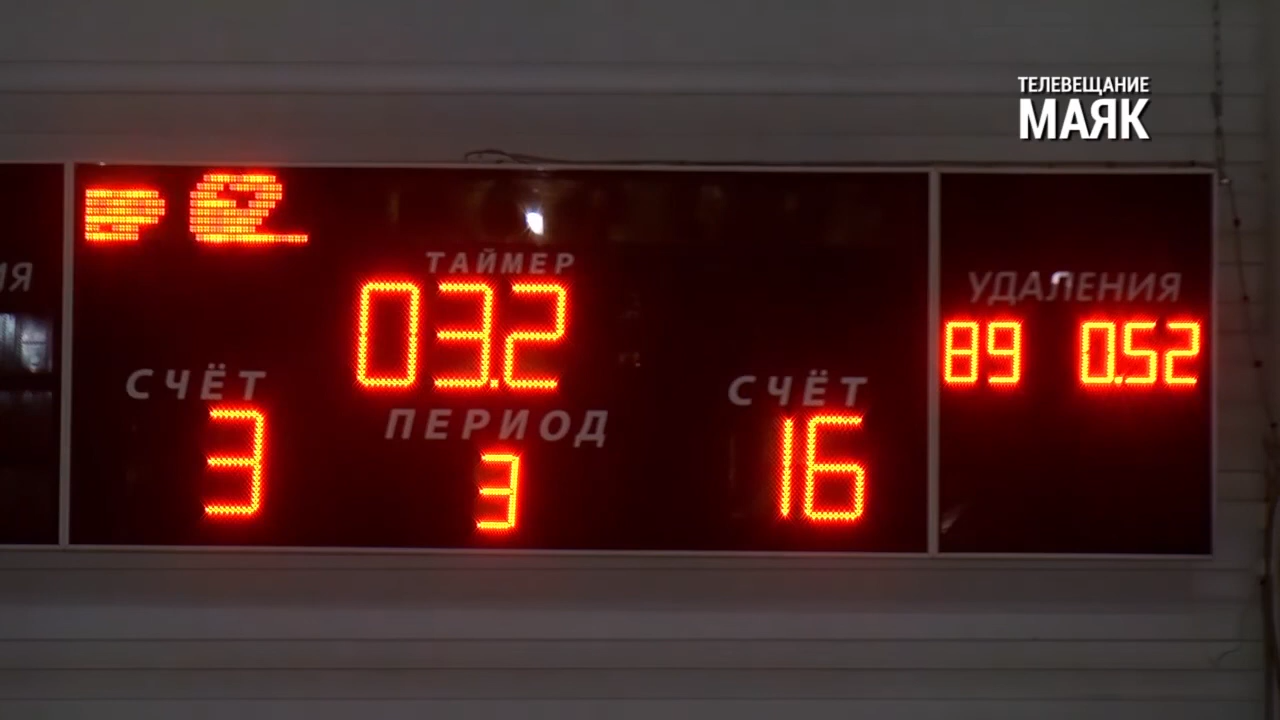 ТЕЛЕВЕЩАНИЕ
МАЯК
ТАЙМЕР
03.2
УДАЛЕНИЯ
89 0.52
СЧЁТ
СЧЁТ
ПЕРИОД
3
16
3